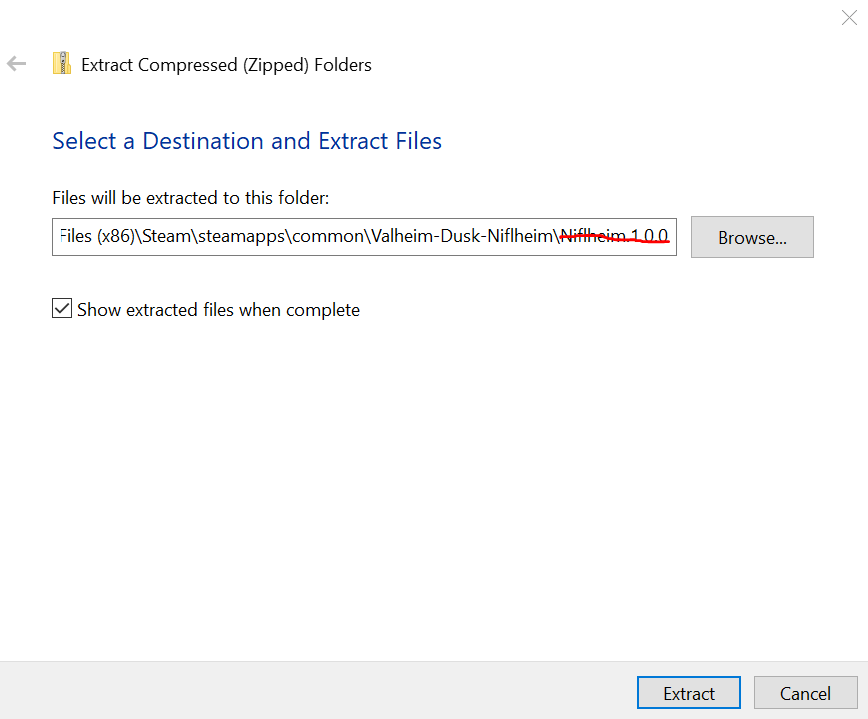 Extract Compressed (Zipped) Folders
Select a Destination and Extract Files
Files will be extracted to this folder:
Files (x86)\Steam\steamapps\common\Valheim-Dusk-Niflheim\Niflheim 1.0.0
Browse...
Show extracted files when complete
Extract
Cancel